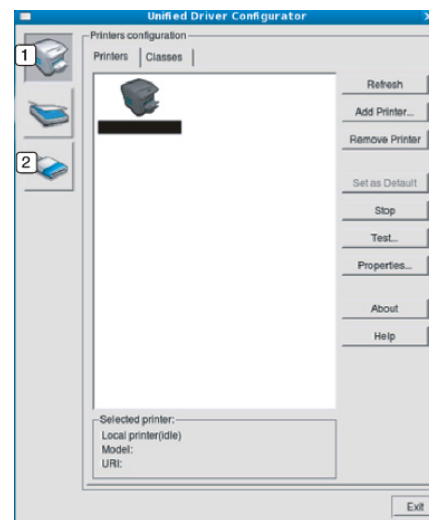 Unified Driver Configurator
1
2
Printers configuration
Printers
Classes
Refresh
Add Printer...
Remove Printer
Set as Default
Stop
Test...
Properties...
About
Help
Selected printer:
Local printer(idle)
Model:
URI:
Exit